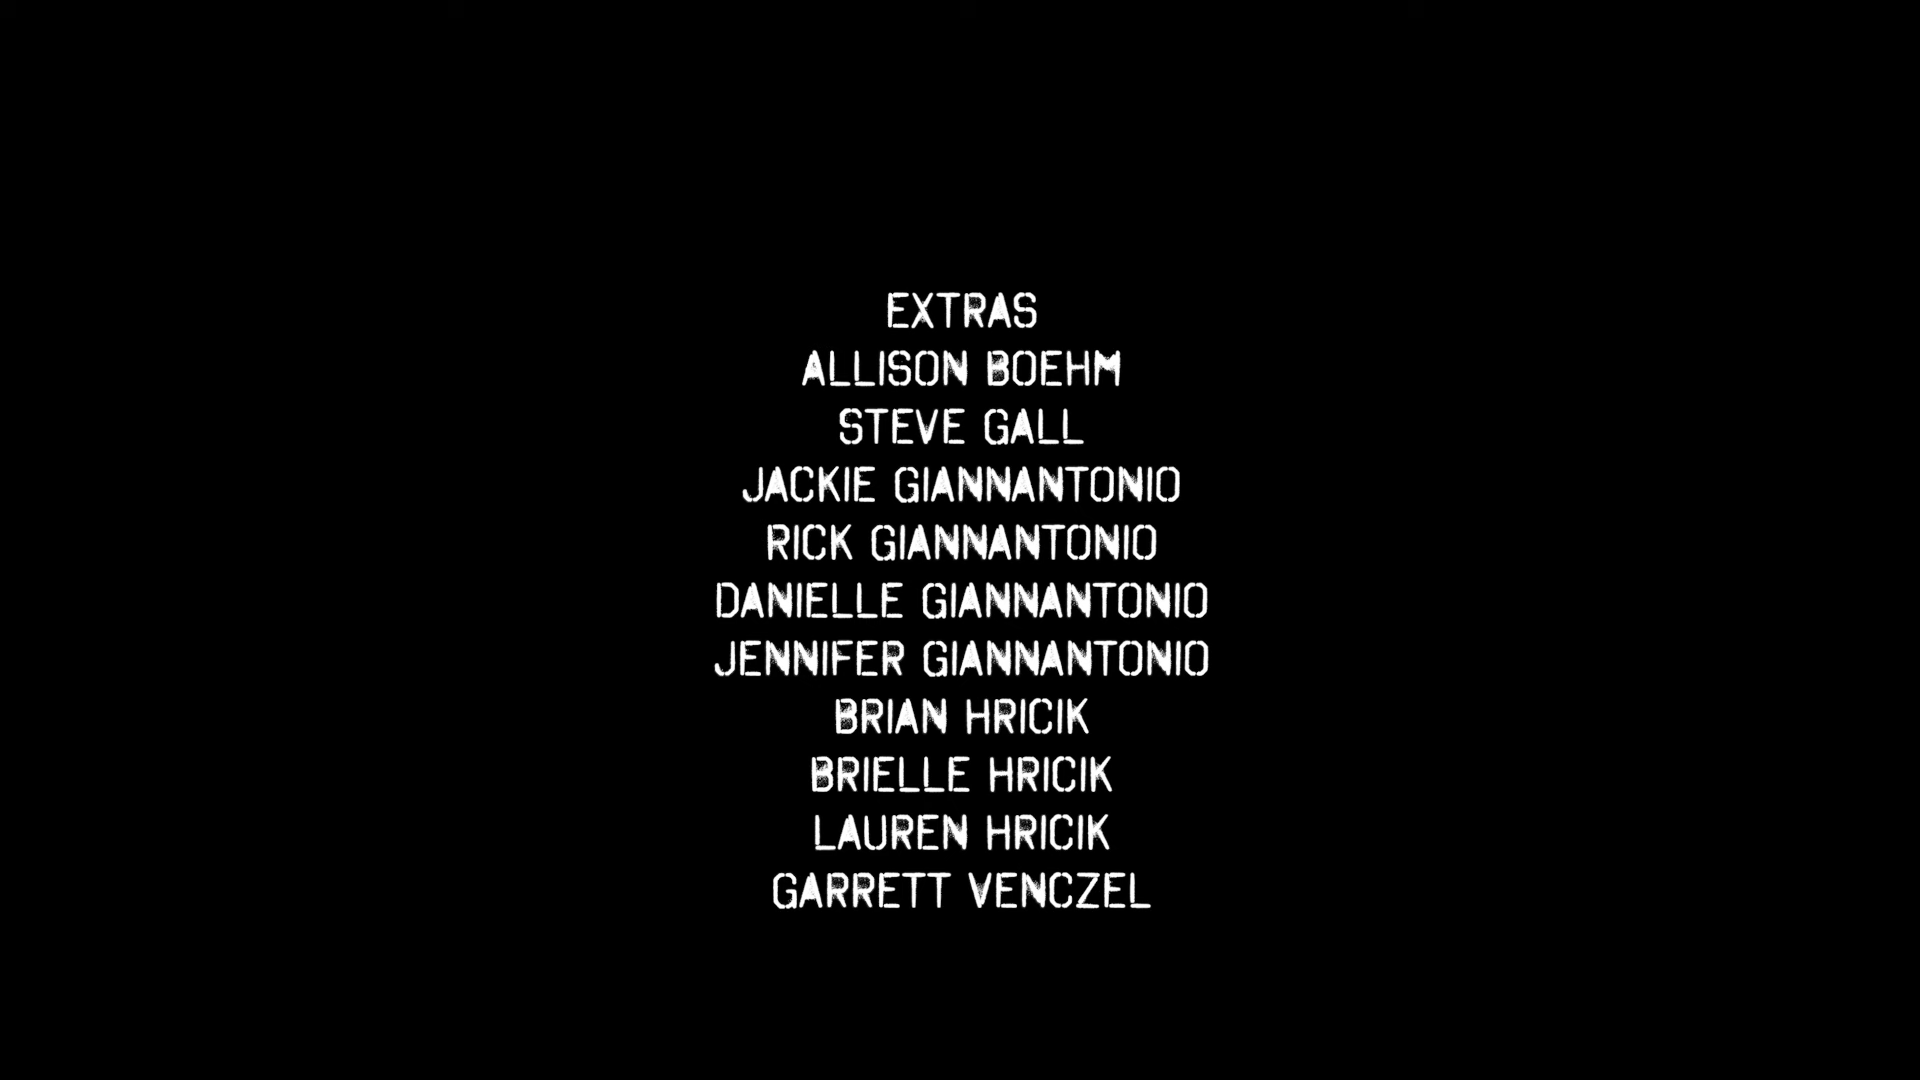 EXTRAS
ALLISON BOEHM
STEVE GALL
JACKIE GIANNANTONIO
RICK GIANNANTONIO
DANIELLE GIANNANTONIO
JENNIFER GIANNANTONIO
BRIAN HRICIK
BRIELLE HRICIK
LAUREN HRICIK
GARRETT VENCZEL